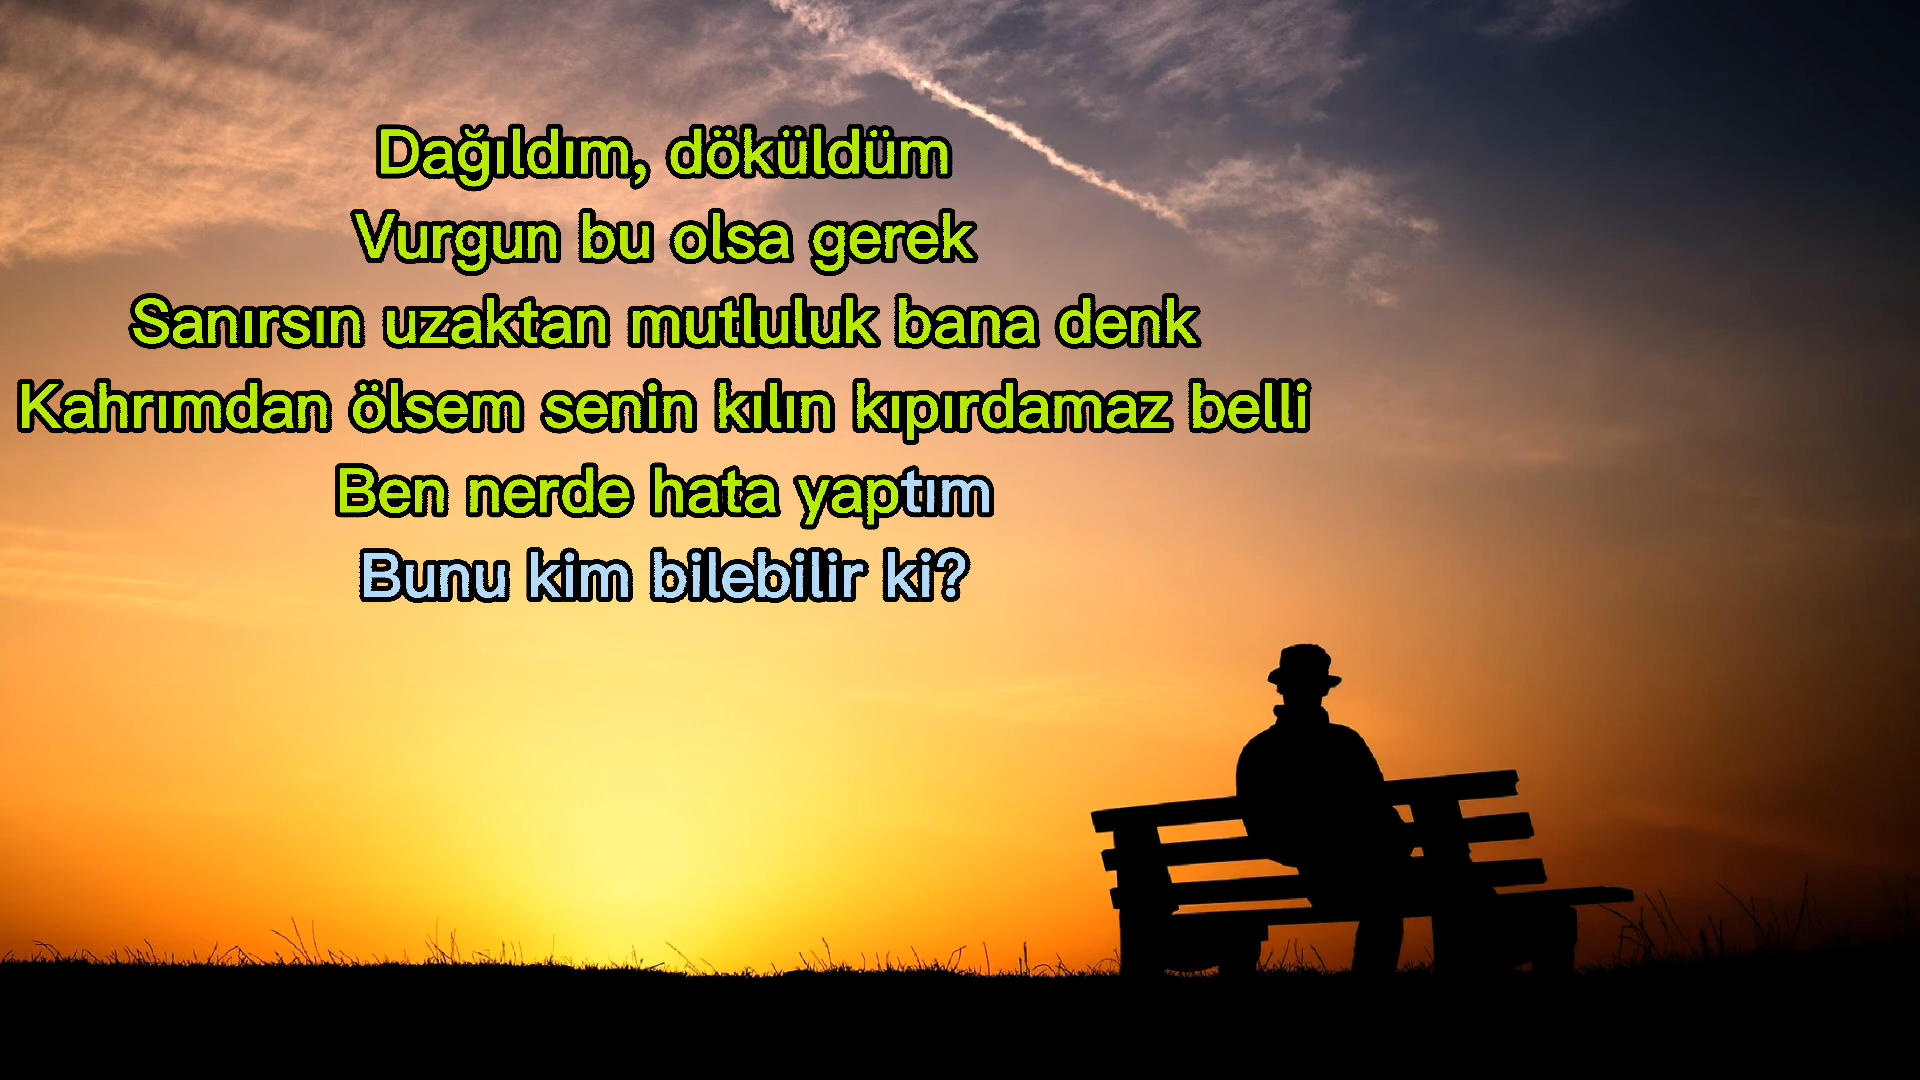 Dağıldım, döküldüm
Vurgun bu olsa gerek
Sanırsın uzaktan mutluluk bana denk
Kahrımdan ölsem senin kılın kıpırdamaz belli
Ben nerde hata yaptım
Bunu kim bilebilir ki?